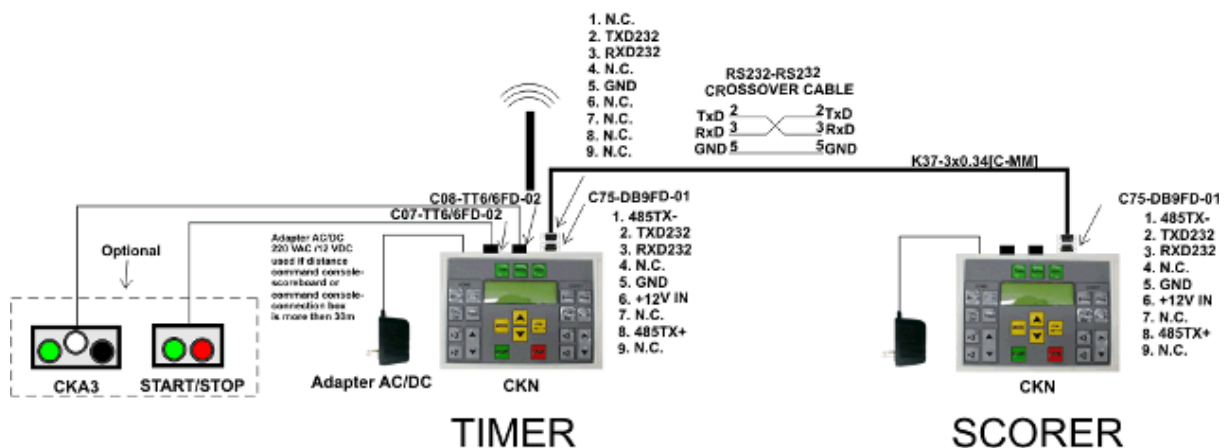 1. N.C.
2. TXD232
3. RXD232
4. N.C.
5. GND
6. N.C.
7. N.C.
8. N.C.
9. N.C.
RS232-RS232
CROSSOVER CABLE
TxD 2 2 TxD
RxD 3 3 RxD
GND 5 5 GND
K37-3x0.34[C-MM]
C08-TT6/6FD-02
C07-TT6/6FD-02
C75-DB9FD-01
1. 485TX-
2. TXD232
3. RXD232
4. N.C.
5. GND
6. +12V IN
7. N.C.
8. 485TX+
9. N.C.
C75-DB9FD-01
1. 485TX-
2. TXD232
3. RXD232
4. N.C.
5. GND
6. +12V IN
7. N.C.
8. 485TX+
9. N.C.
Optional
Adapter AC/DC
220 VAC /12 VDC
used if distance
command console-
scoreboard or
command console-
connection box
is more then 30m
CKA3
START/STOP
Adapter AC/DC
CKN
CKN
TIMER
SCORER